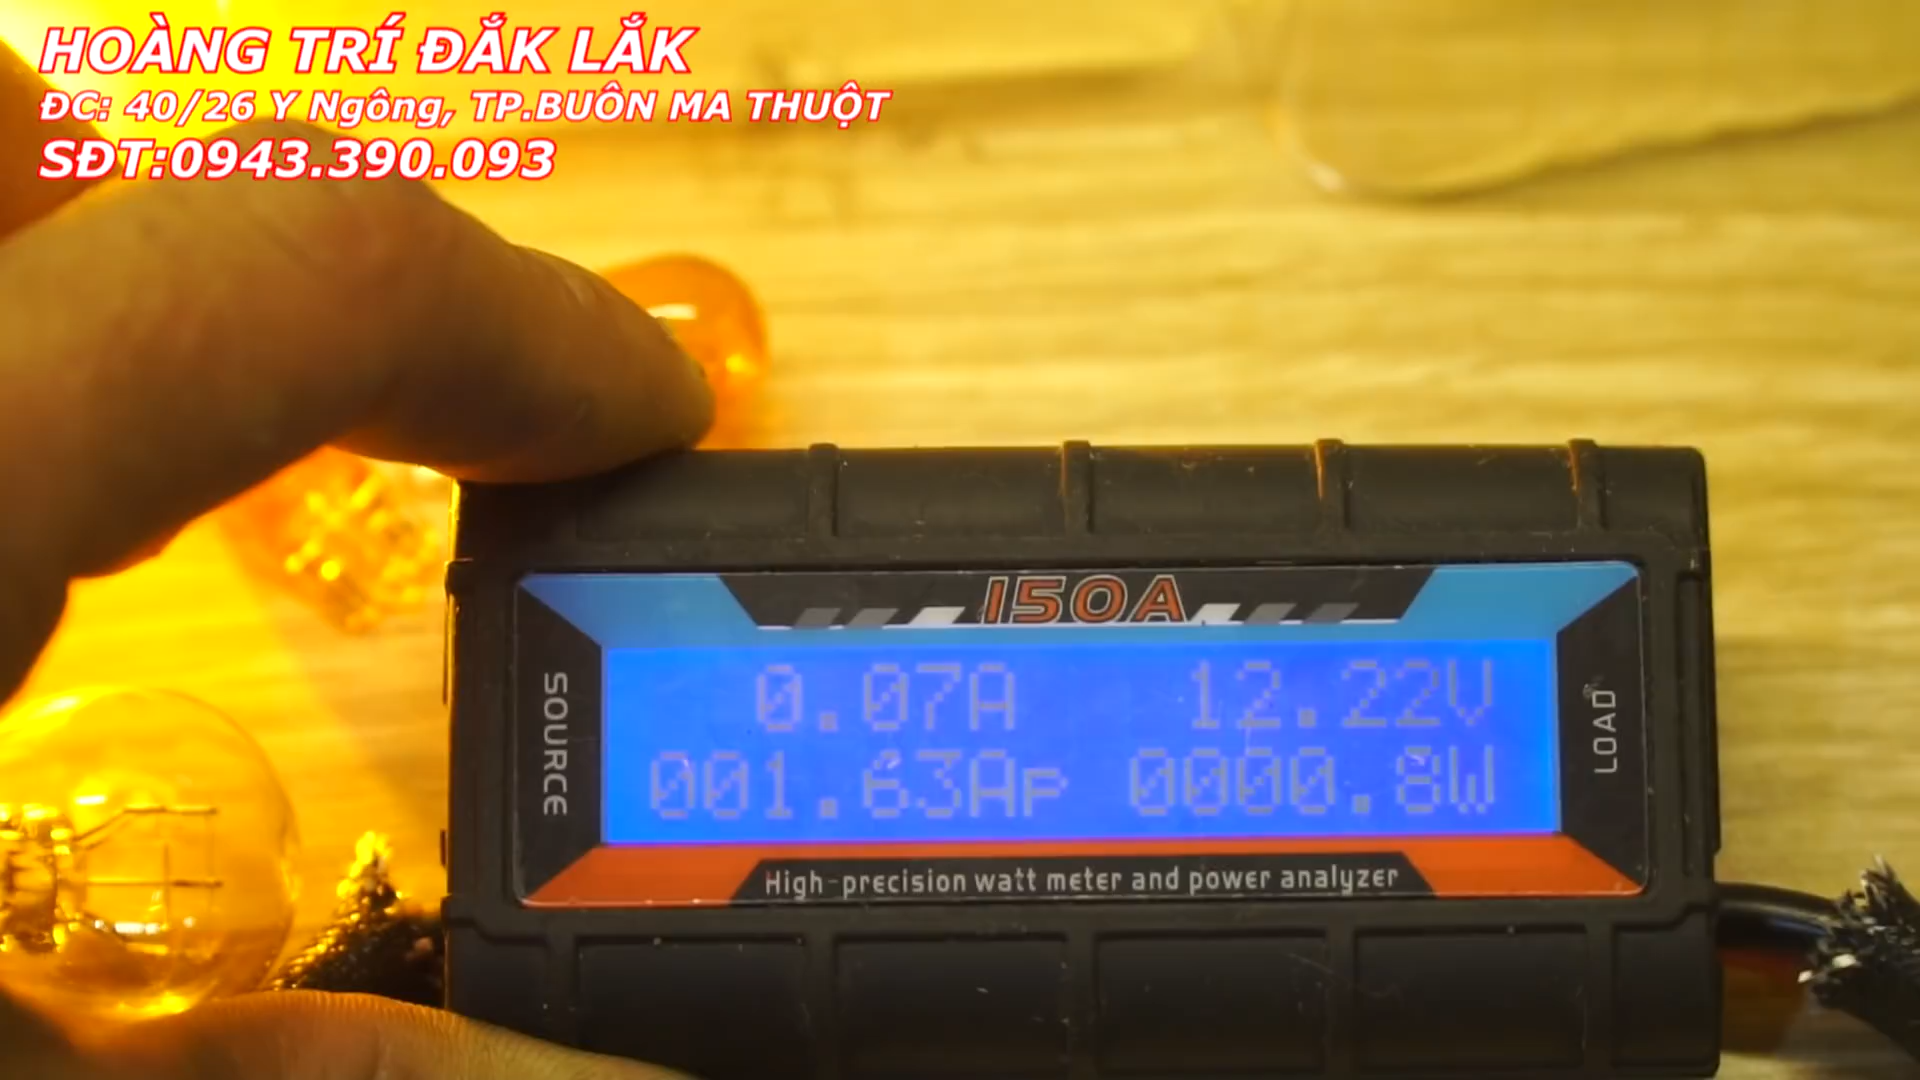 HOÀNG TRÍ ĐẮK LẮK
ĐC: 40/26 Y Ngông, TP.BUÔN MA THUỘT
SĐT:0943.390.093
150A
SOURCE
0.07A 12.22V
001.63Ap 0000.8W
LOAD
High-precision watt meter and power analyzer